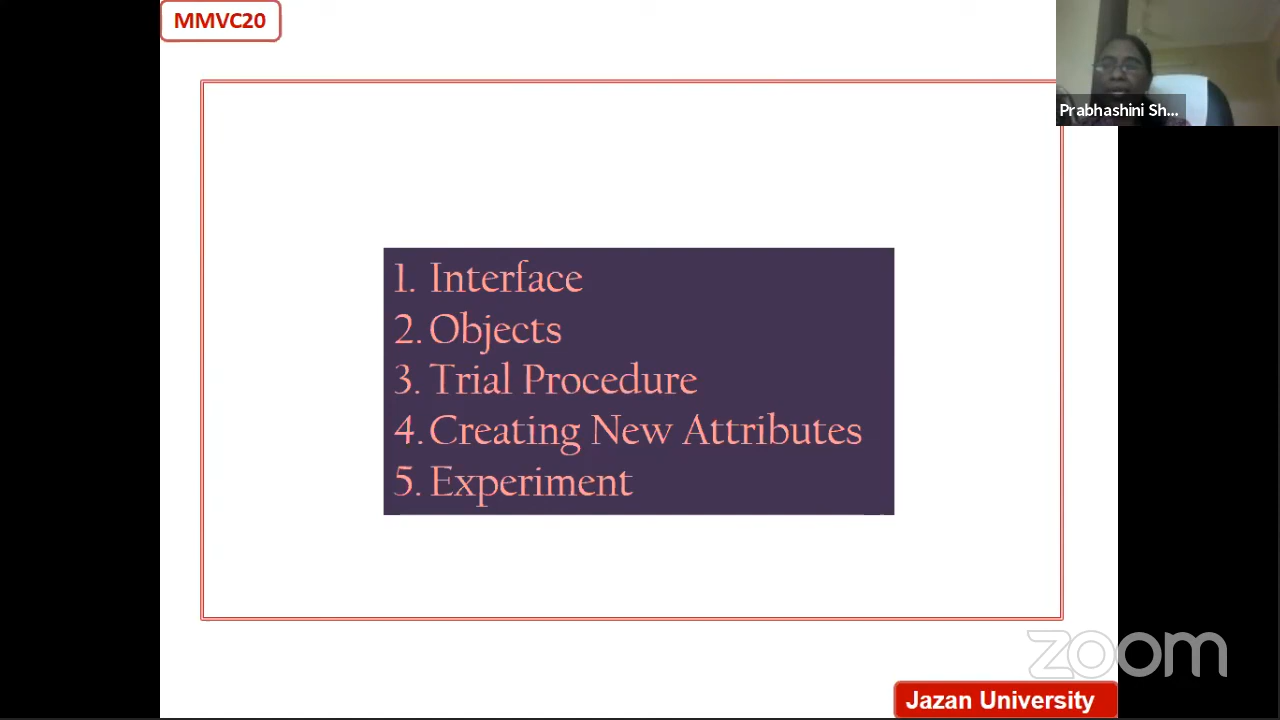 MMVC20
Prabhashini Sh...
1. Interface
2. Objects
3. Trial Procedure
4. Creating New Attributes
5. Experiment
zoom
Jazan University